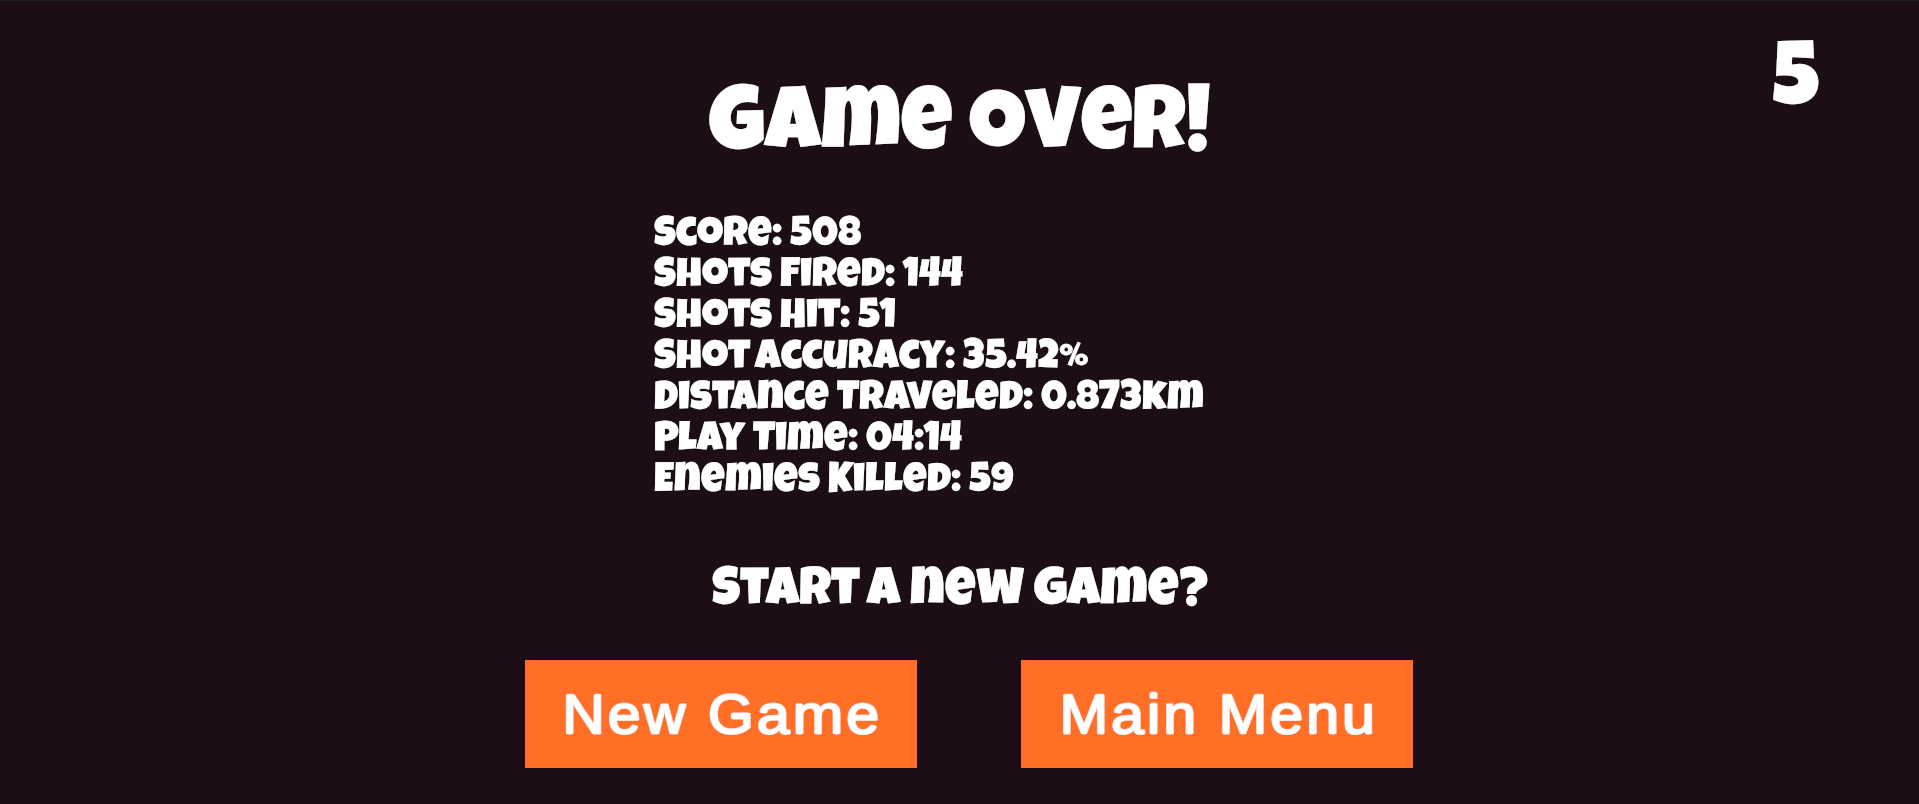 5
Game Over!
Score: 508
Shots Fired: 144
Shots Hit: 51
Shot Accuracy: 35.42%
Distance Traveled: 0.873km
Play Time: 04:14
Enemies Killed: 59
Start a new game?
New Game
Main Menu